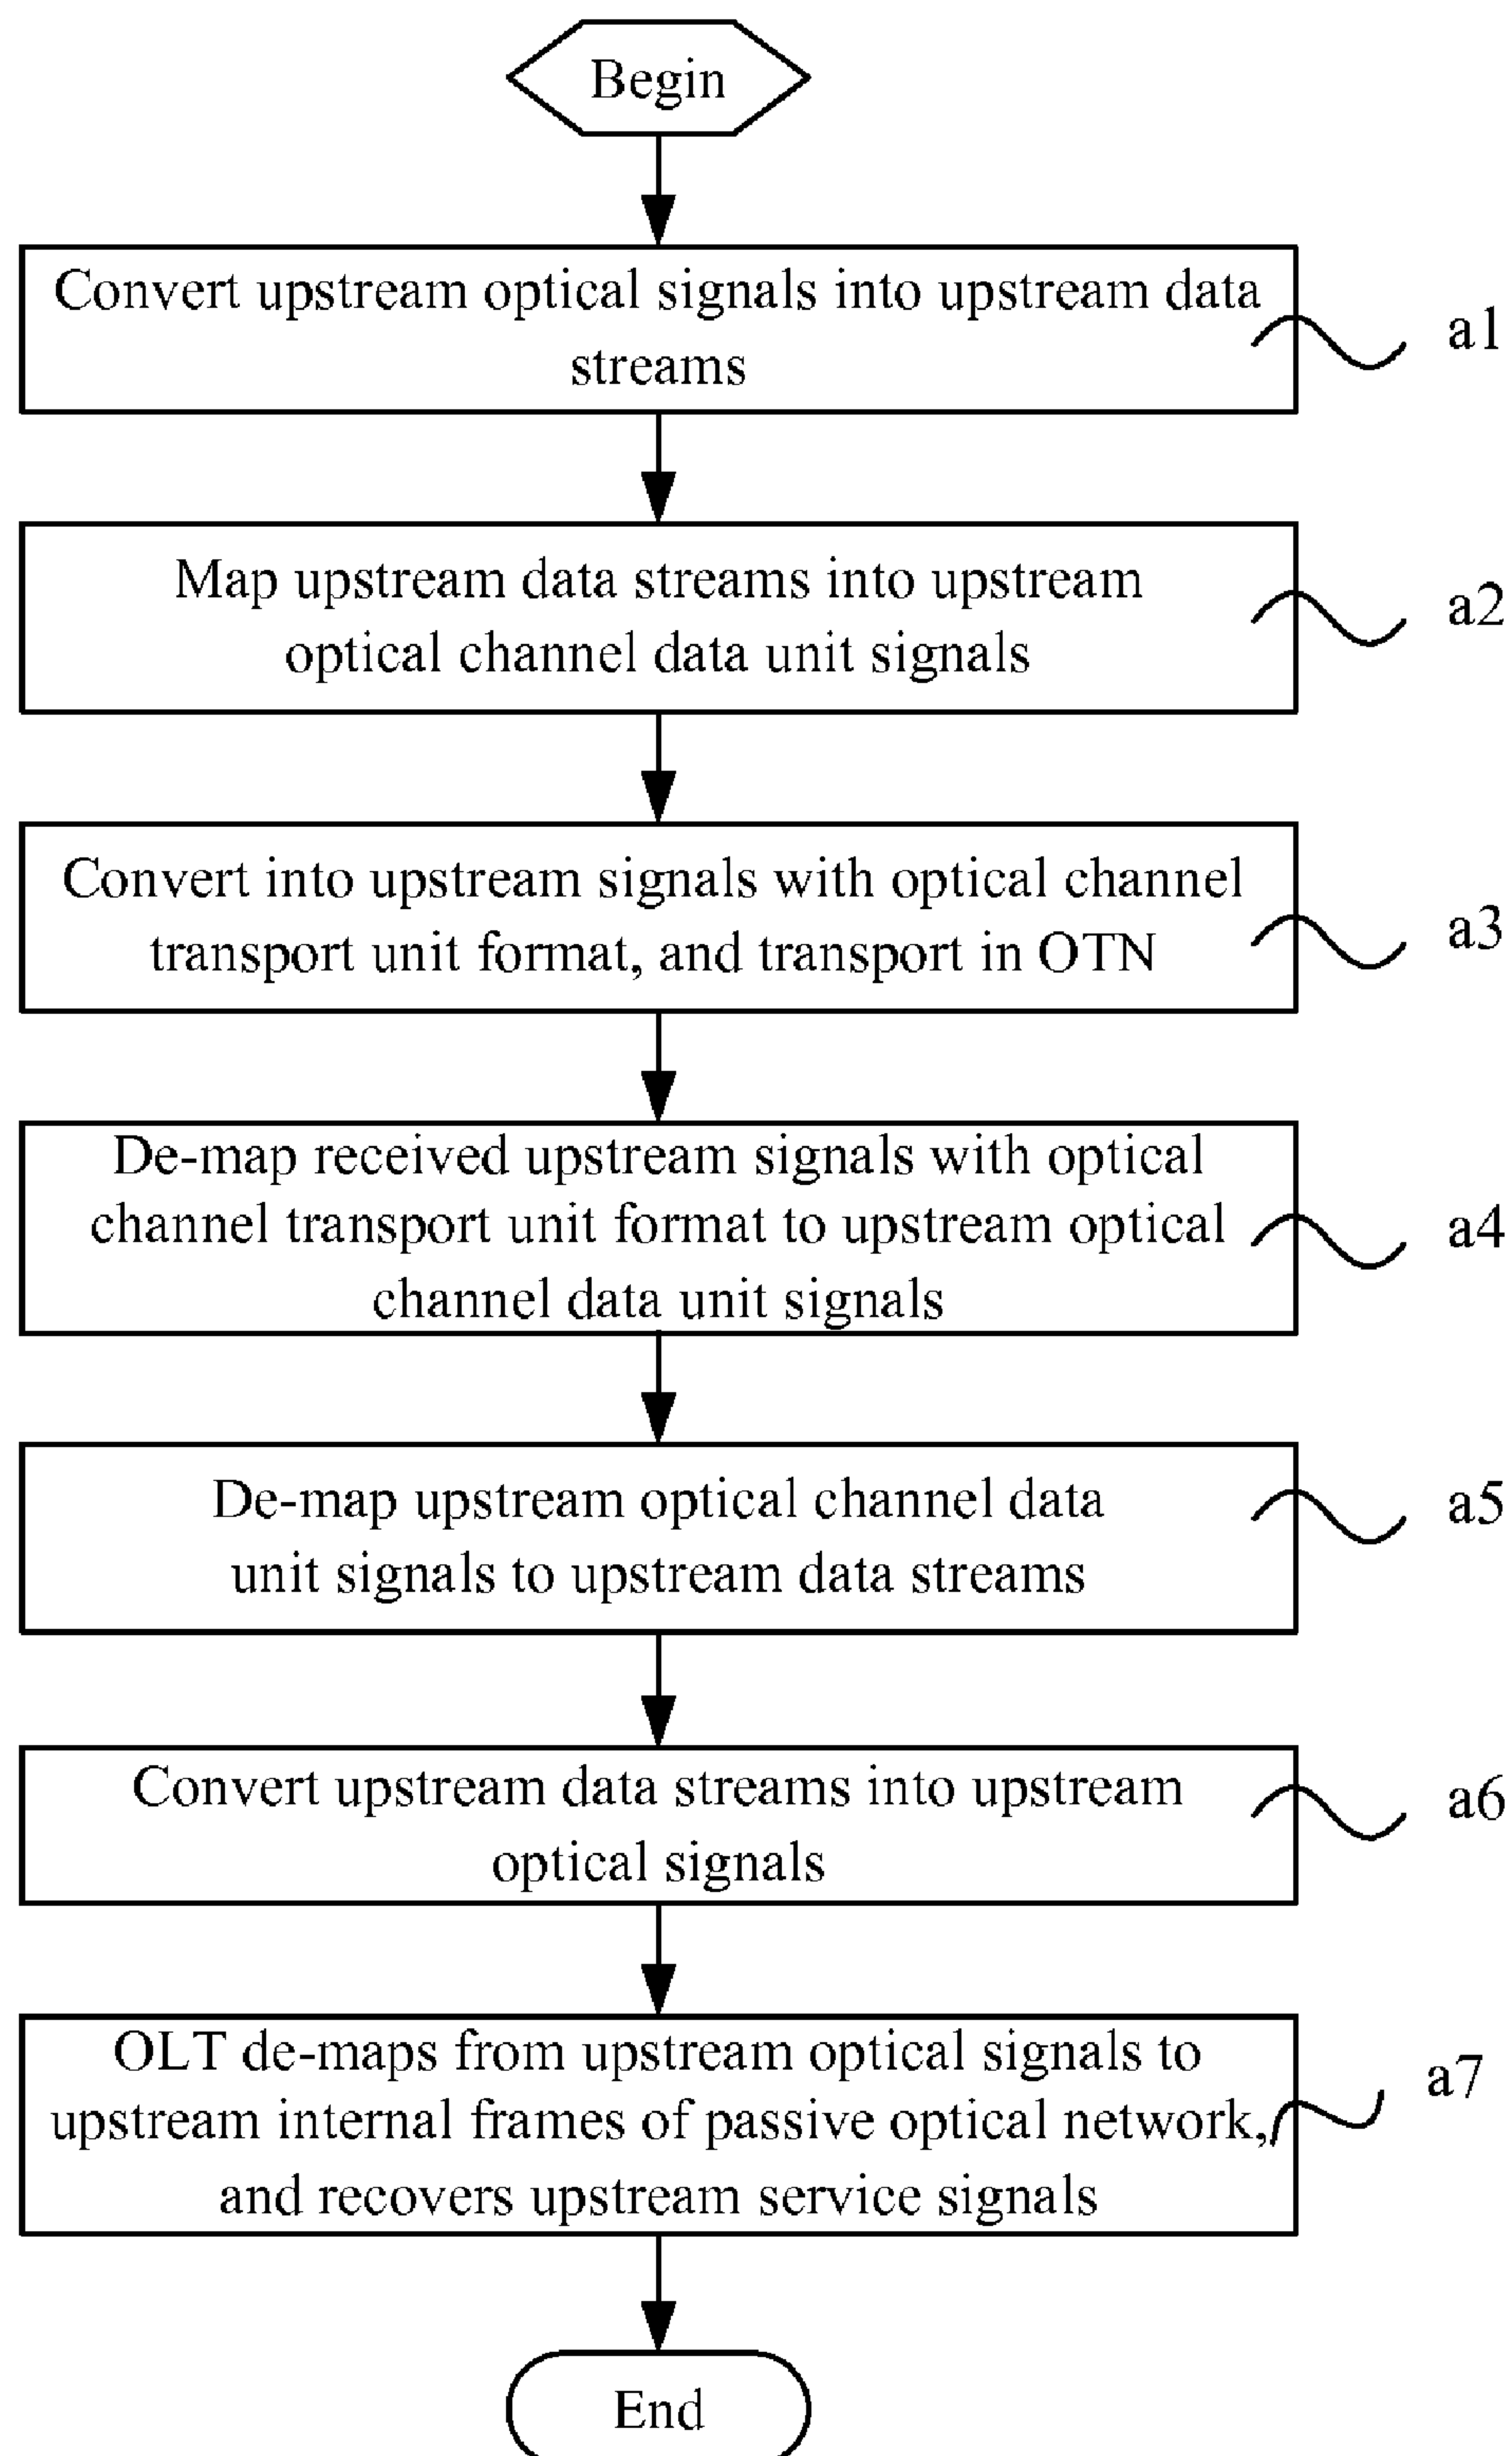 Begin
Convert upstream optical signals into upstream data
streams
a1
Map upstream data streams into upstream
optical channel data unit signals
a2
Convert into upstream signals with optical channel
transport unit format, and transport in OTN
a3
De-map received upstream signals with optical
channel transport unit format to upstream optical
channel data unit signals
a4
De-map upstream optical channel data
unit signals to upstream data streams
a5
Convert upstream data streams into upstream
optical signals
a6
OLT de-maps from upstream optical signals to
upstream internal frames of passive optical network,
and recovers upstream service signals
a7
End